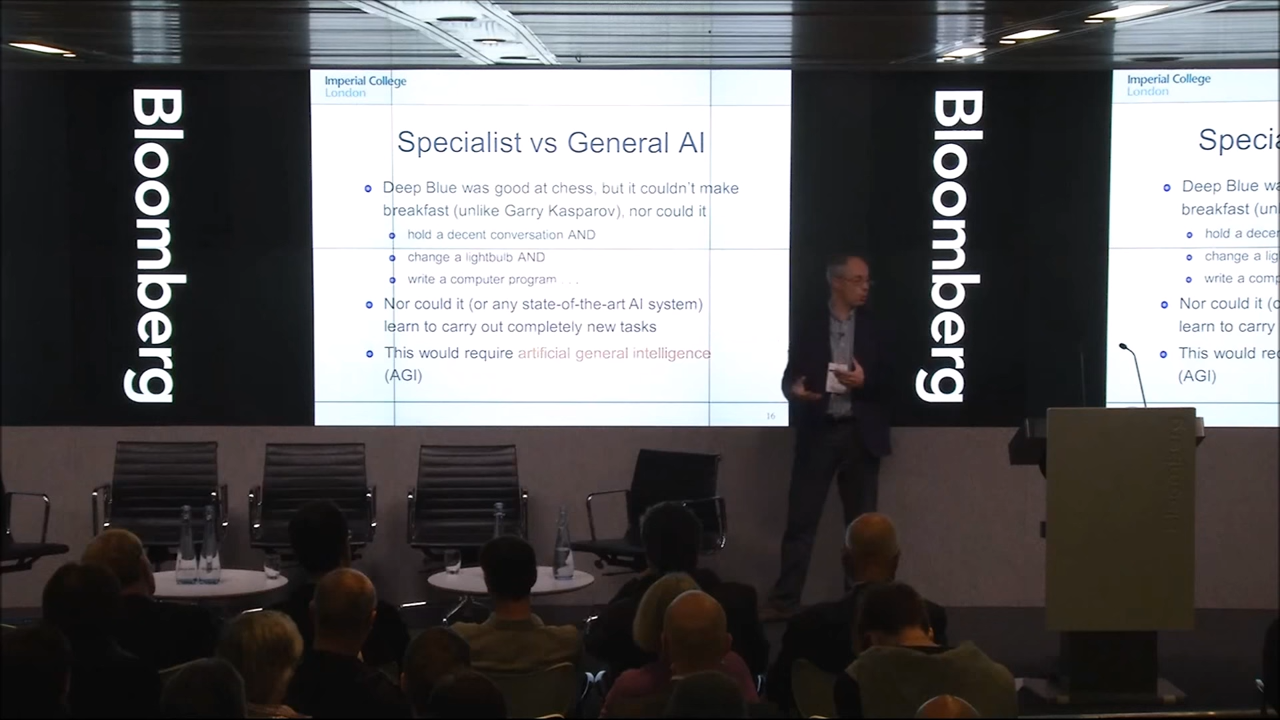 Bloomberg
Imperial College
London
Specialist vs General AI
Deep Blue was good at chess, but it couldn't make
breakfast (unlike Garry Kasparov), nor could it
hold a decent conversation AND
change a lightbulb AND
write a computer program . . .
Nor could it (or any state-of-the-art AI system)
learn to carry out completely new tasks
This would require artificial general intelligence
(AGI)
16
Bloomberg
Imperial College
London
Specia
Deep Blue wa
breakfast (un
hold a decer
change a lig
write a comp
Nor could it (o
learn to carry
This would rec
(AGI)
Bloomberg